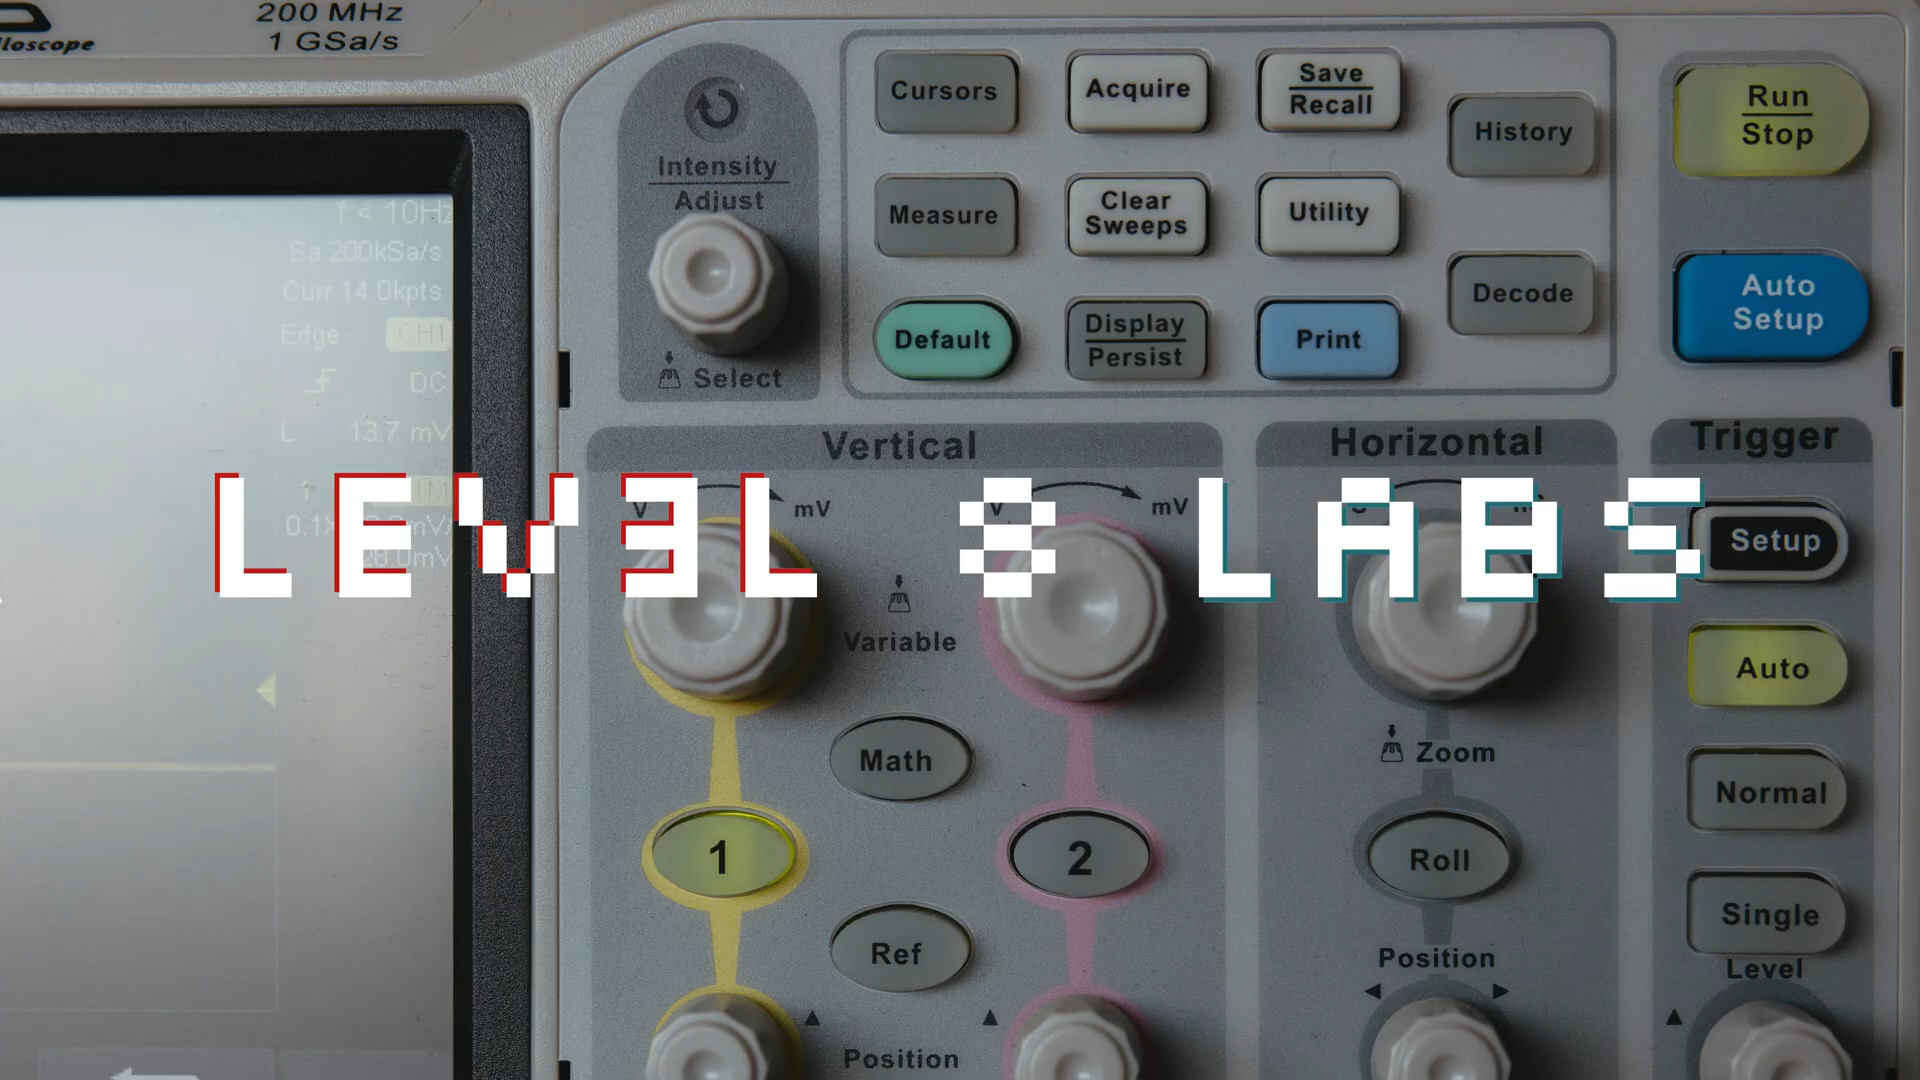 200 MHz
1 GSa/s
Intensity
Adjust
Select
Cursors
Acquire
Save
Recall
History
Run
Stop
Measure
Clear
Sweeps
Utility
Decode
Auto
Setup
Default
Display
Persist
Print
f < 10Hz
Sa 200kSa/s
Curr 14.0kpts
Edge CH1
DC
L 13.7 mV
Vertical
Horizontal
Trigger
LEVEL 8 LABS
V mV
V mV
Variable
Setup
Auto
Math
Zoom
Normal
1
2
Roll
Single
Ref
Position
Level
Position